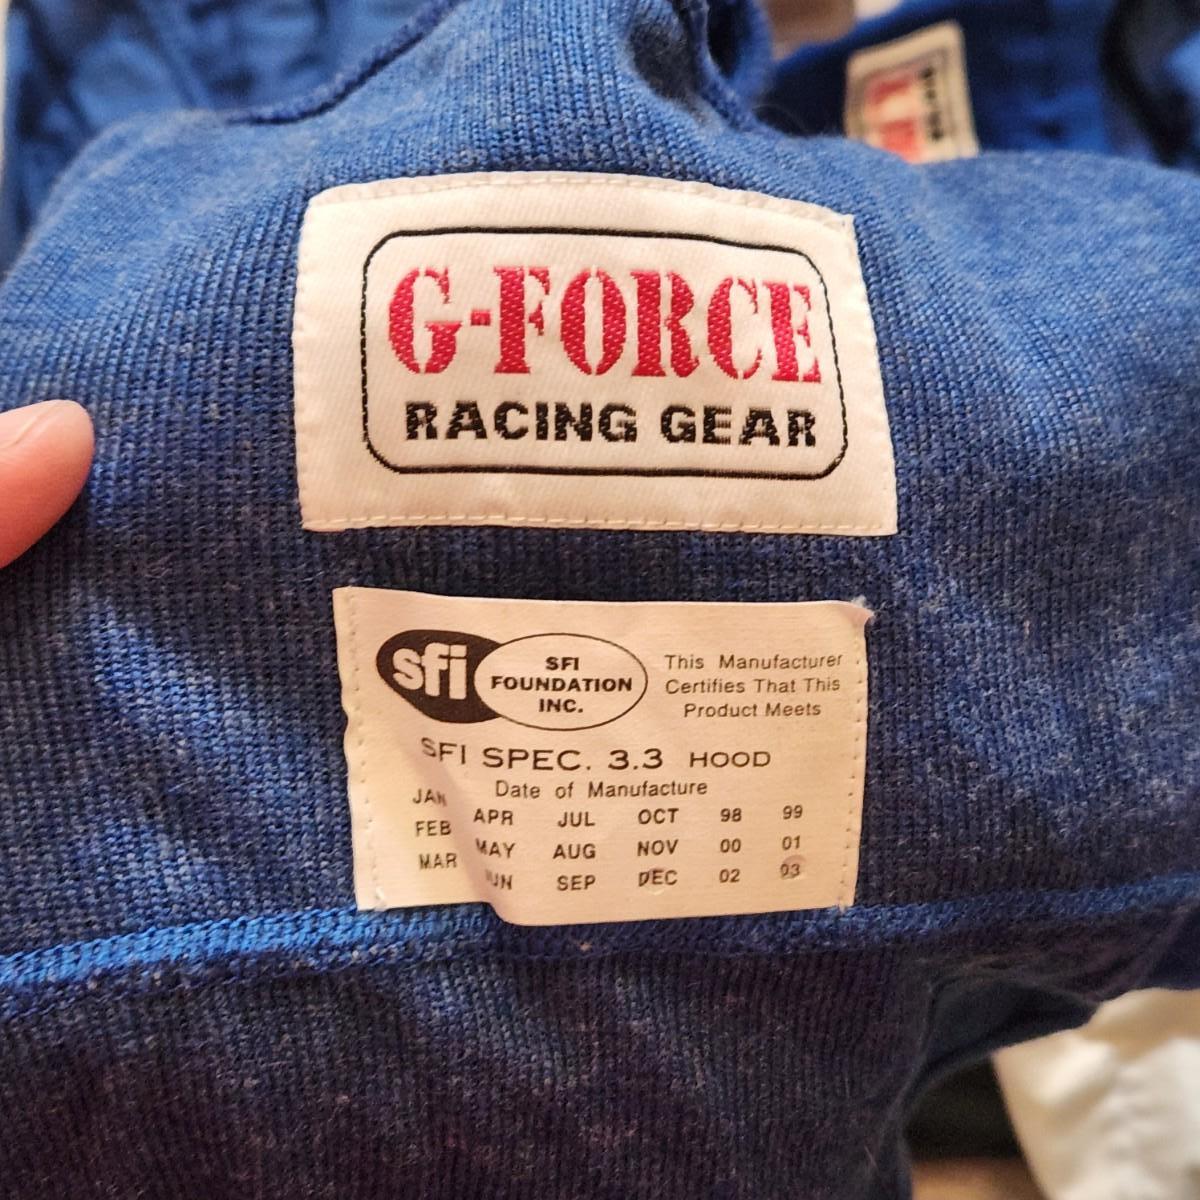 G-FORCE
RACING GEAR
sfi
SFI
FOUNDATION
INC.
This Manufacturer
Certifies That This
Product Meets
SFI SPEC. 3.3 HOOD
Date of Manufacture
JAN APR JUL OCT 98 99
FEB MAY AUG NOV 00 01
MAR JUN SEP DEC 02 03